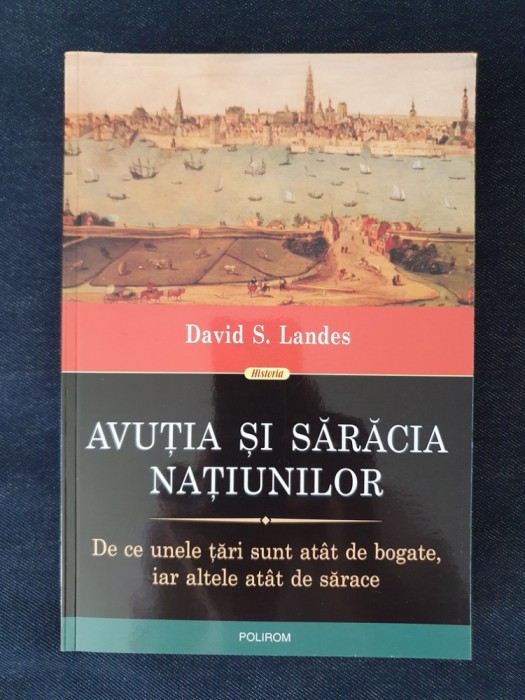 David S. Landes
Historia
AVUȚIA ȘI SĂRĂCIA
NAȚIUNILOR
De ce unele țări sunt atât de bogate,
iar altele atât de sărace
POLIROM